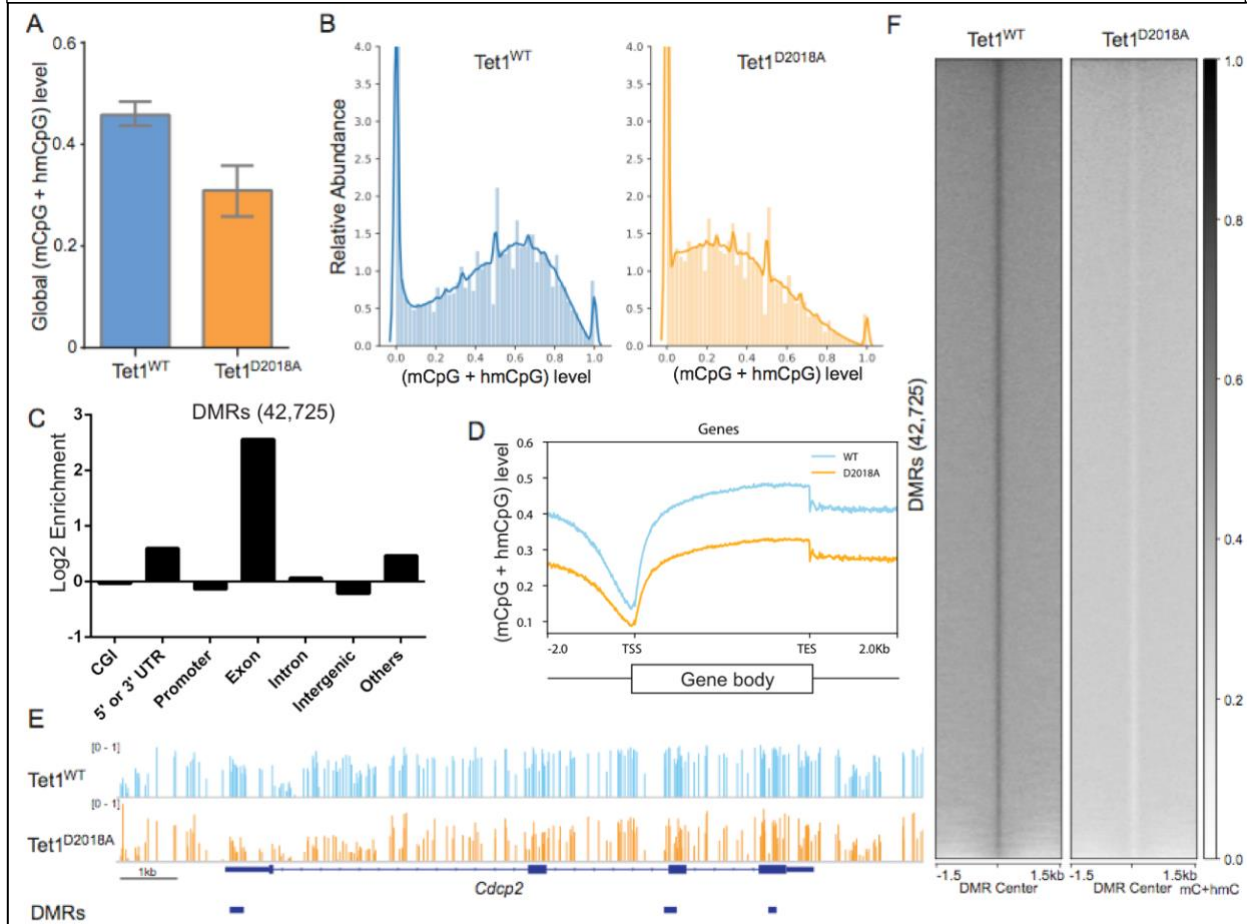 A
0.6
0.4
0.2
0
Global (mCpG + hmCpG) level
Tet1WT
Tet1D2018A
B
Tet1WT
4.0
3.5
3.0
2.5
2.0
1.5
1.0
0.5
0.0
Relative Abundance
0.0 0.2 0.4 0.6 0.8 1.0
(mCpG + hmCpG) level
Tet1D2018A
4.0
3.5
3.0
2.5
2.0
1.5
1.0
0.5
0.0
0.0 0.2 0.4 0.6 0.8 1.0
(mCpG + hmCpG) level
C
DMRs (42,725)
3
2
1
0
-1
Log2 Enrichment
CGI
5' or 3' UTR
Promoter
Exon
Intron
Intergenic
Others
D
Genes
WT
D2018A
0.6
0.5
0.4
0.3
0.2
0.1
(mCpG + hmCpG) level
-2.0 TSS TES 2.0Kb
Gene body
E
[0 - 1]
Tet1WT
[0 - 1]
Tet1D2018A
1kb
Cdcp2
DMRs
F
Tet1WT Tet1D2018A
DMRs (42,725)
1.0
0.8
0.6
0.4
0.2
0.0
-1.5 1.5kb -1.5 1.5kb
DMR Center DMR Center mC+hmC